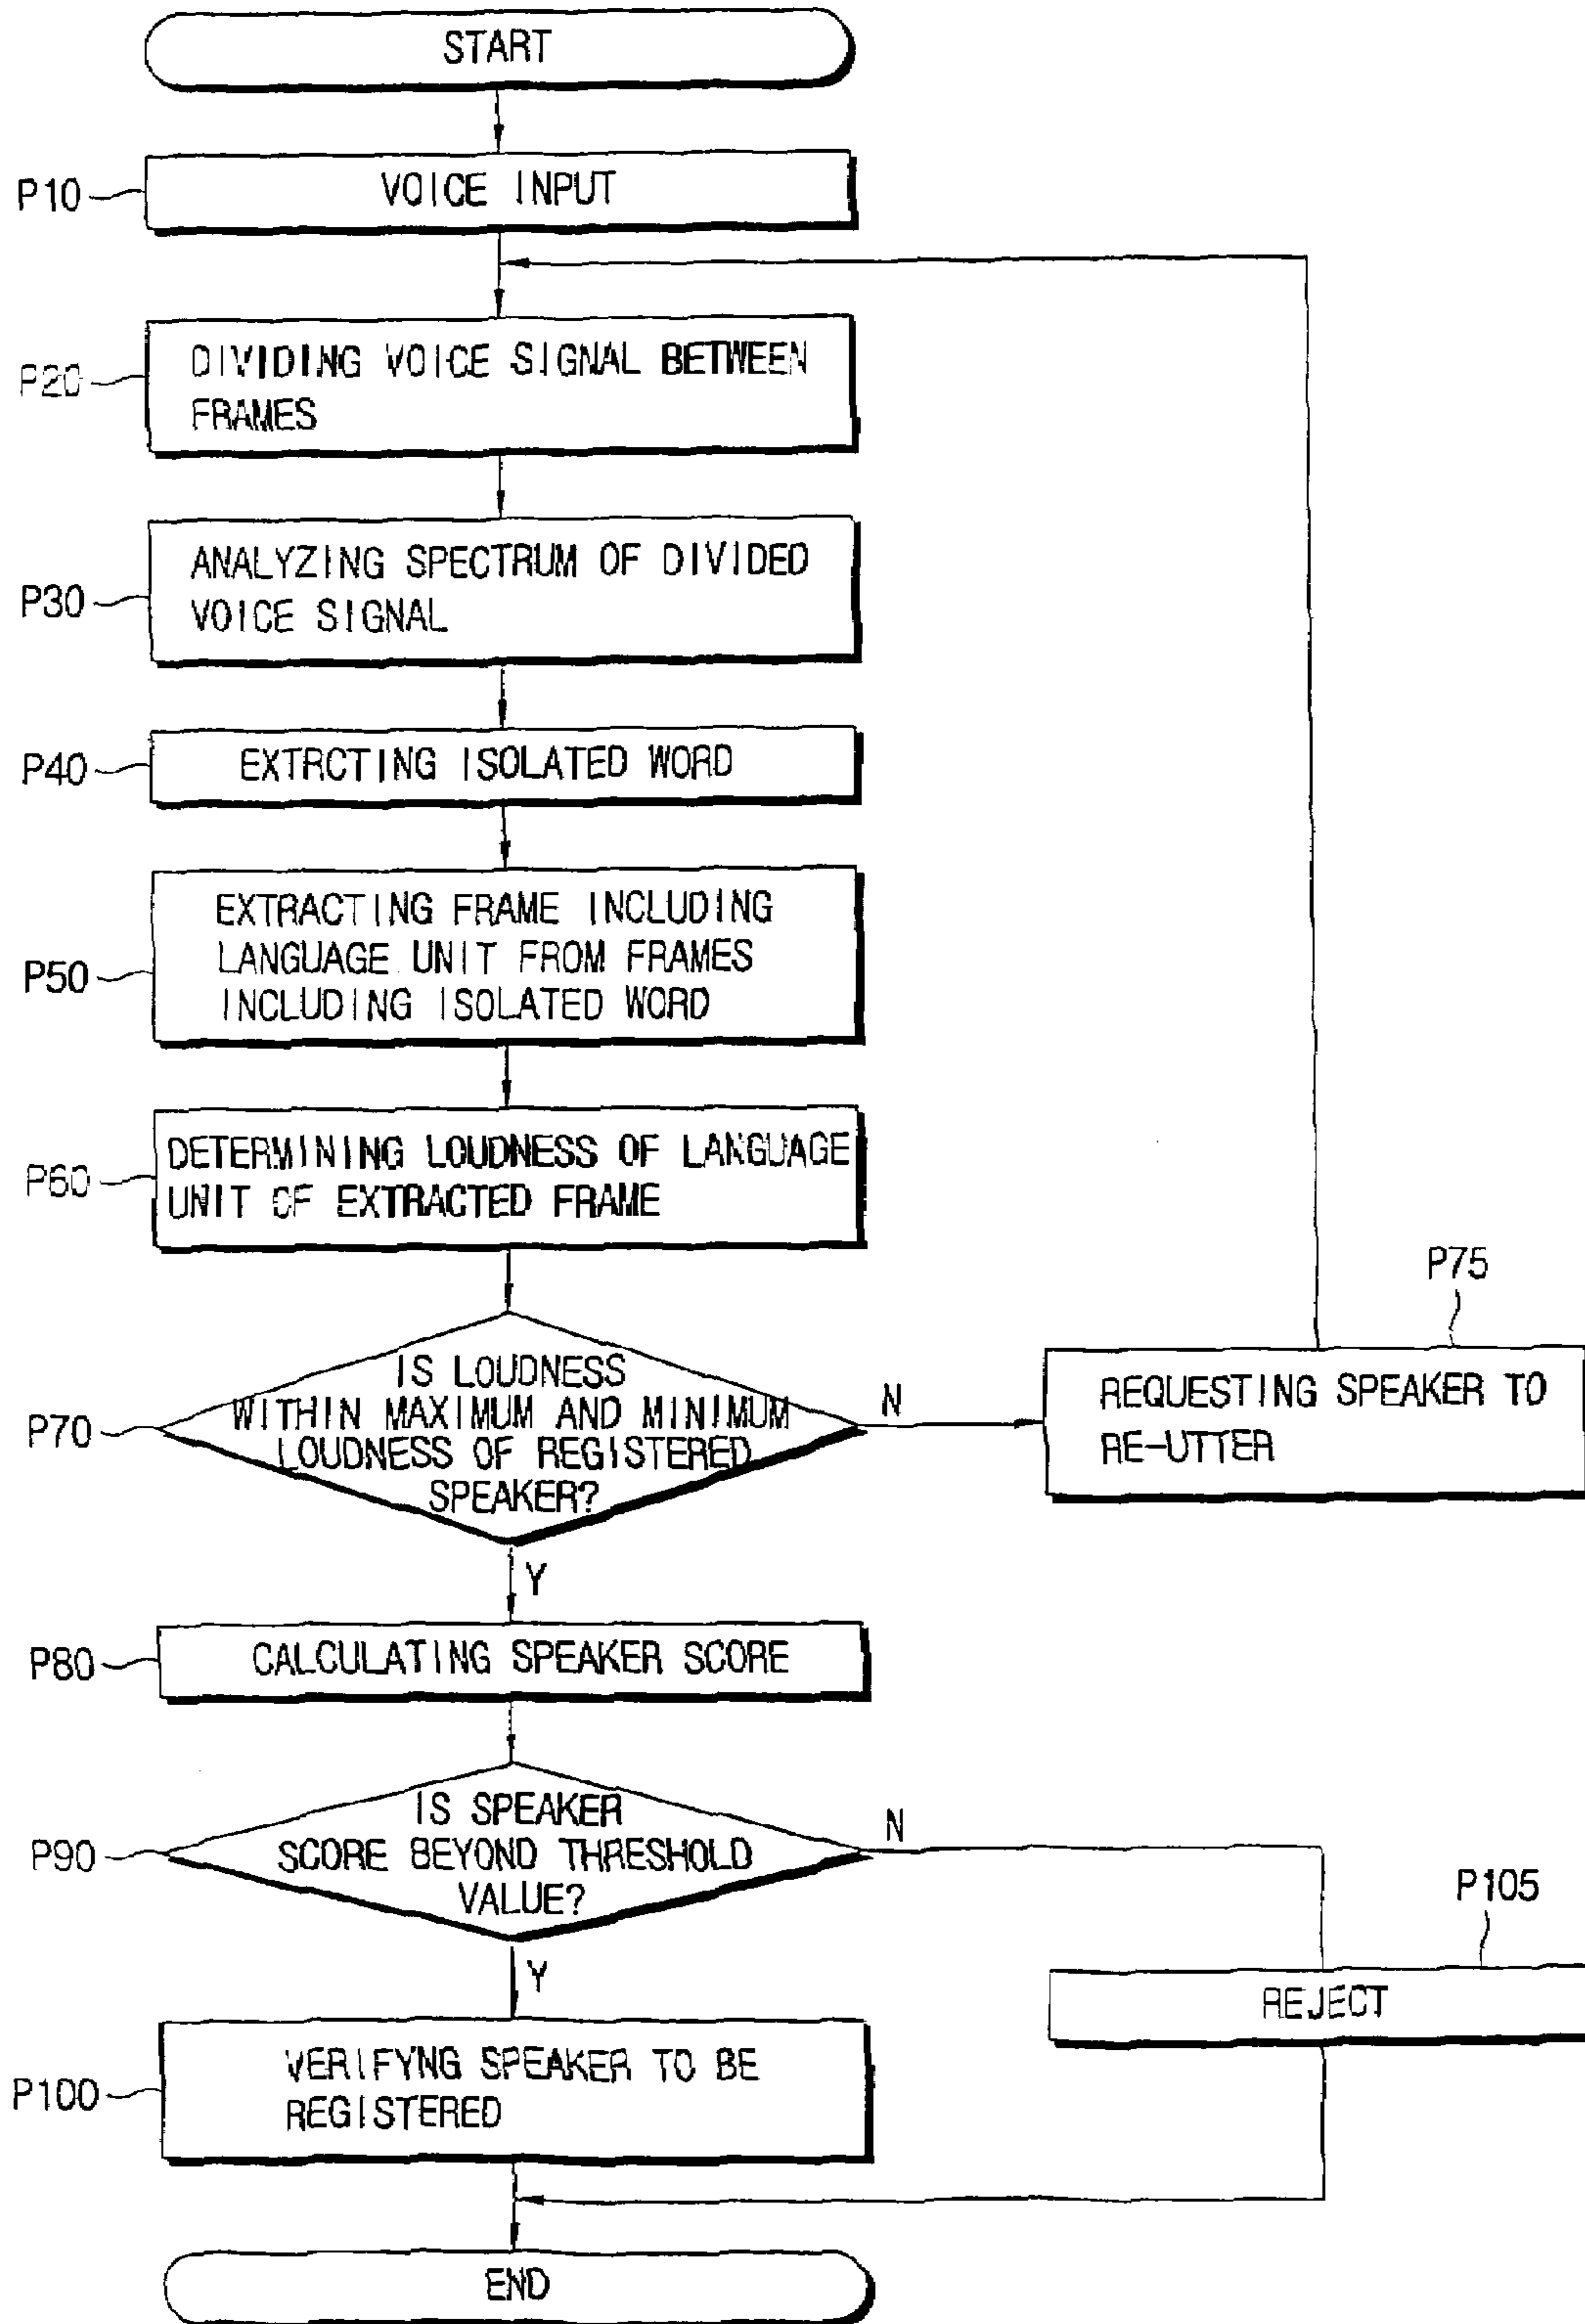 START
P10
VOICE INPUT
P20
DIVIDING VOICE SIGNAL BETWEEN
FRAMES
P30
ANALYZING SPECTRUM OF DIVIDED
VOICE SIGNAL
P40
EXTRCTING ISOLATED WORD
P50
EXTRACTING FRAME INCLUDING
LANGUAGE UNIT FROM FRAMES
INCLUDING ISOLATED WORD
P60
DETERMINING LOUDNESS OF LANGUAGE
UNIT OF EXTRACTED FRAME
P70
IS LOUDNESS
WITHIN MAXIMUM AND MINIMUM
LOUDNESS OF REGISTERED
SPEAKER?
N
P75
REQUESTING SPEAKER TO
RE-UTTER
Y
P80
CALCULATING SPEAKER SCORE
P90
IS SPEAKER
SCORE BEYOND THRESHOLD
VALUE?
N
P105
REJECT
Y
P100
VERIFYNG SPEAKER TO BE
REGISTERED
END